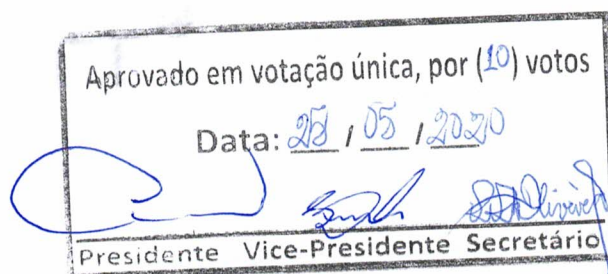 Aprovado em votação única, por (10) votos
Data: 25 / 05 / 2020
Presidente Vice-Presidente Secretário